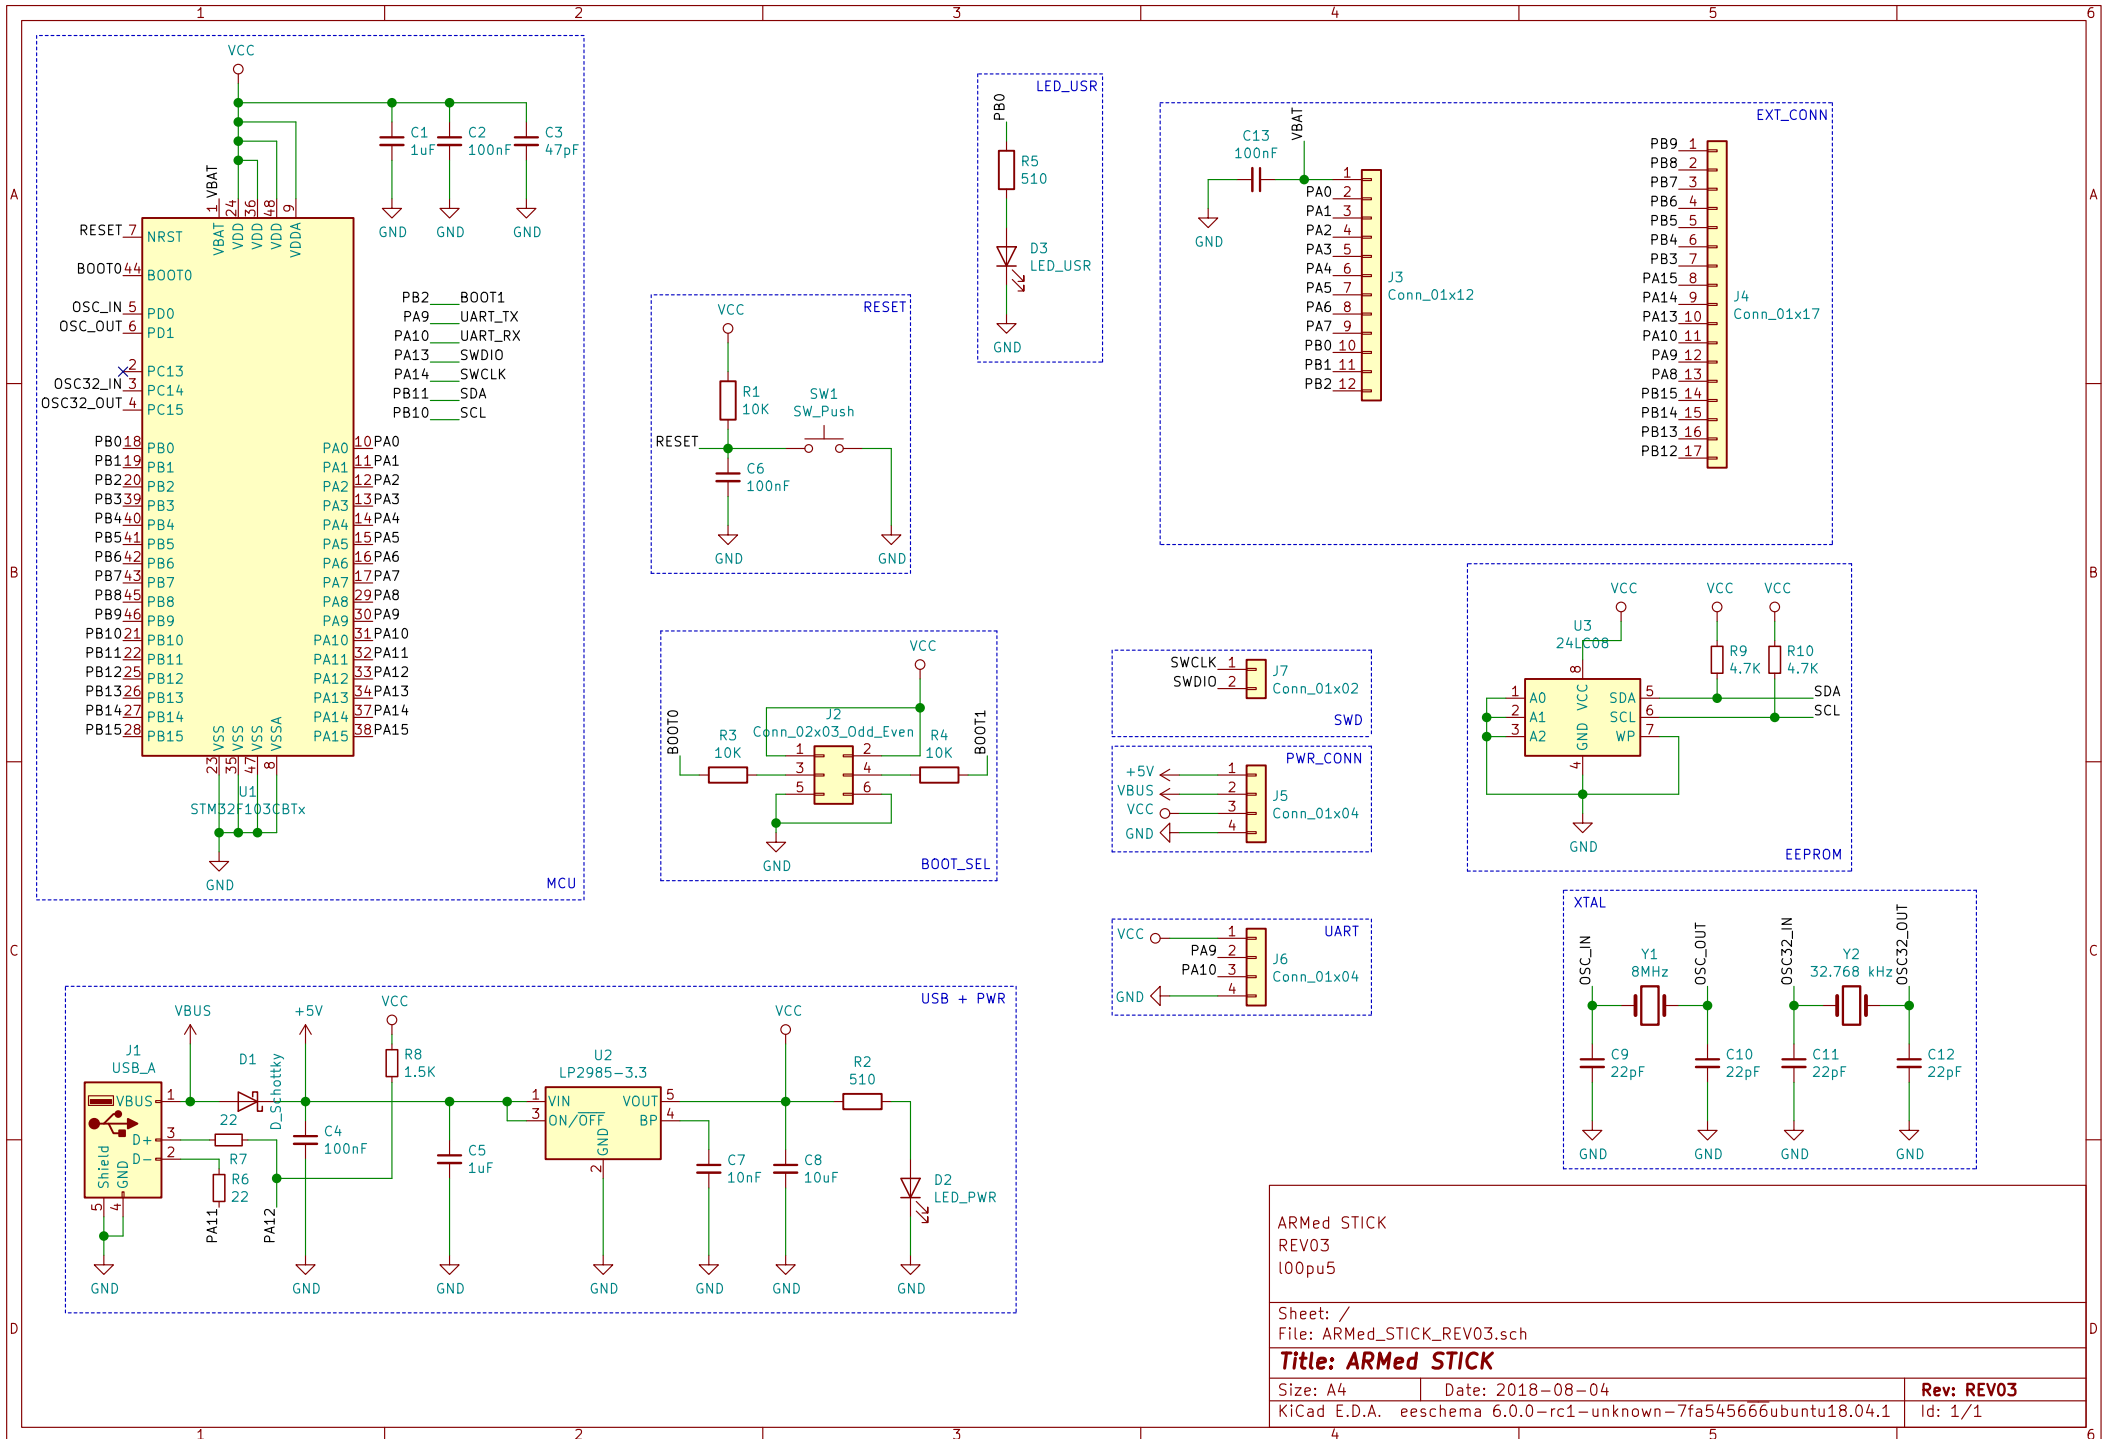 1 2 3 4 5 6
A
B
C
D
A
B
C
D
1 2 3 4 5 6
VCC
C1
1uF
C2
100nF
C3
47pF
GND
GND
GND
VBAT
1
24
36
48
9
VBAT
VDD
VDD
VDD
VDDA
RESET 7 NRST
BOOT0 44 BOOT0
OSC_IN 5 PD0
OSC_OUT 6 PD1
2 PC13
OSC32_IN 3 PC14
OSC32_OUT 4 PC15
PB0 18 PB0
PB1 19 PB1
PB2 20 PB2
PB3 39 PB3
PB4 40 PB4
PB5 41 PB5
PB6 42 PB6
PB7 43 PB7
PB8 45 PB8
PB9 46 PB9
PB10 21 PB10
PB11 22 PB11
PB12 25 PB12
PB13 26 PB13
PB14 27 PB14
PB15 28 PB15
PA0 10 PA0
PA1 11 PA1
PA2 12 PA2
PA3 13 PA3
PA4 14 PA4
PA5 15 PA5
PA6 16 PA6
PA7 17 PA7
PA8 29 PA8
PA9 30 PA9
PA10 31 PA10
PA11 32 PA11
PA12 33 PA12
PA13 34 PA13
PA14 37 PA14
PA15 38 PA15
VSS
VSS
VSS
VSSA
23
35
47
8
U1
STM32F103CBTx
GND
MCU
PB2 BOOT1
PA9 UART_TX
PA10 UART_RX
PA13 SWDIO
PA14 SWCLK
PB11 SDA
PB10 SCL
LED_USR
PB0
R5
510
D3
LED_USR
GND
RESET
VCC
R1
10K
SW1
SW_Push
RESET
C6
100nF
GND
GND
EXT_CONN
VBAT
C13
100nF
GND
1
PA0 2
PA1 3
PA2 4
PA3 5
PA4 6
PA5 7
PA6 8
PA7 9
PB0 10
PB1 11
PB2 12
J3
Conn_01x12
PB9 1
PB8 2
PB7 3
PB6 4
PB5 5
PB4 6
PB3 7
PA15 8
PA14 9
PA13 10
PA10 11
PA9 12
PA8 13
PB15 14
PB14 15
PB13 16
PB12 17
J4
Conn_01x17
VCC
BOOT0
BOOT1
J2
Conn_02x03_Odd_Even
R3
10K
R4
10K
1 2
3 4
5 6
GND
BOOT_SEL
SWCLK 1
SWDIO 2
J7
Conn_01x02
SWD
PWR_CONN
+5V 1
VBUS 2
VCC 3
GND 4
J5
Conn_01x04
UART
VCC 1
PA9 2
PA10 3
GND 4
J6
Conn_01x04
VCC
VCC
VCC
U3
24LC08
R9
4.7K
R10
4.7K
8
VCC
1 A0
2 A1
3 A2
SDA 5
SCL 6
WP 7
SDA
SCL
GND
4
GND
EEPROM
XTAL
OSC_IN
OSC_OUT
OSC32_IN
OSC32_OUT
Y1
8MHz
Y2
32.768 kHz
C9
22pF
C10
22pF
C11
22pF
C12
22pF
GND
GND
GND
GND
USB + PWR
VBUS
+5V
VCC
VCC
J1
USB_A
VBUS 1
D+ 3
D- 2
Shield
GND
5
4
GND
D1
D_Schottky
22
R7
R6
22
PA11
PA12
R8
1.5K
C4
100nF
GND
C5
1uF
GND
U2
LP2985-3.3
1 VIN
3 ON/OFF
VOUT 5
BP 4
GND
2
GND
C7
10nF
GND
C8
10uF
GND
R2
510
D2
LED_PWR
GND
ARMed STICK
REV03
l00pu5
Sheet: /
File: ARMed_STICK_REV03.sch
Title: ARMed STICK
Size: A4 Date: 2018-08-04 Rev: REV03
KiCad E.D.A. eeschema 6.0.0-rc1-unknown-7fa545666ubuntu18.04.1 Id: 1/1